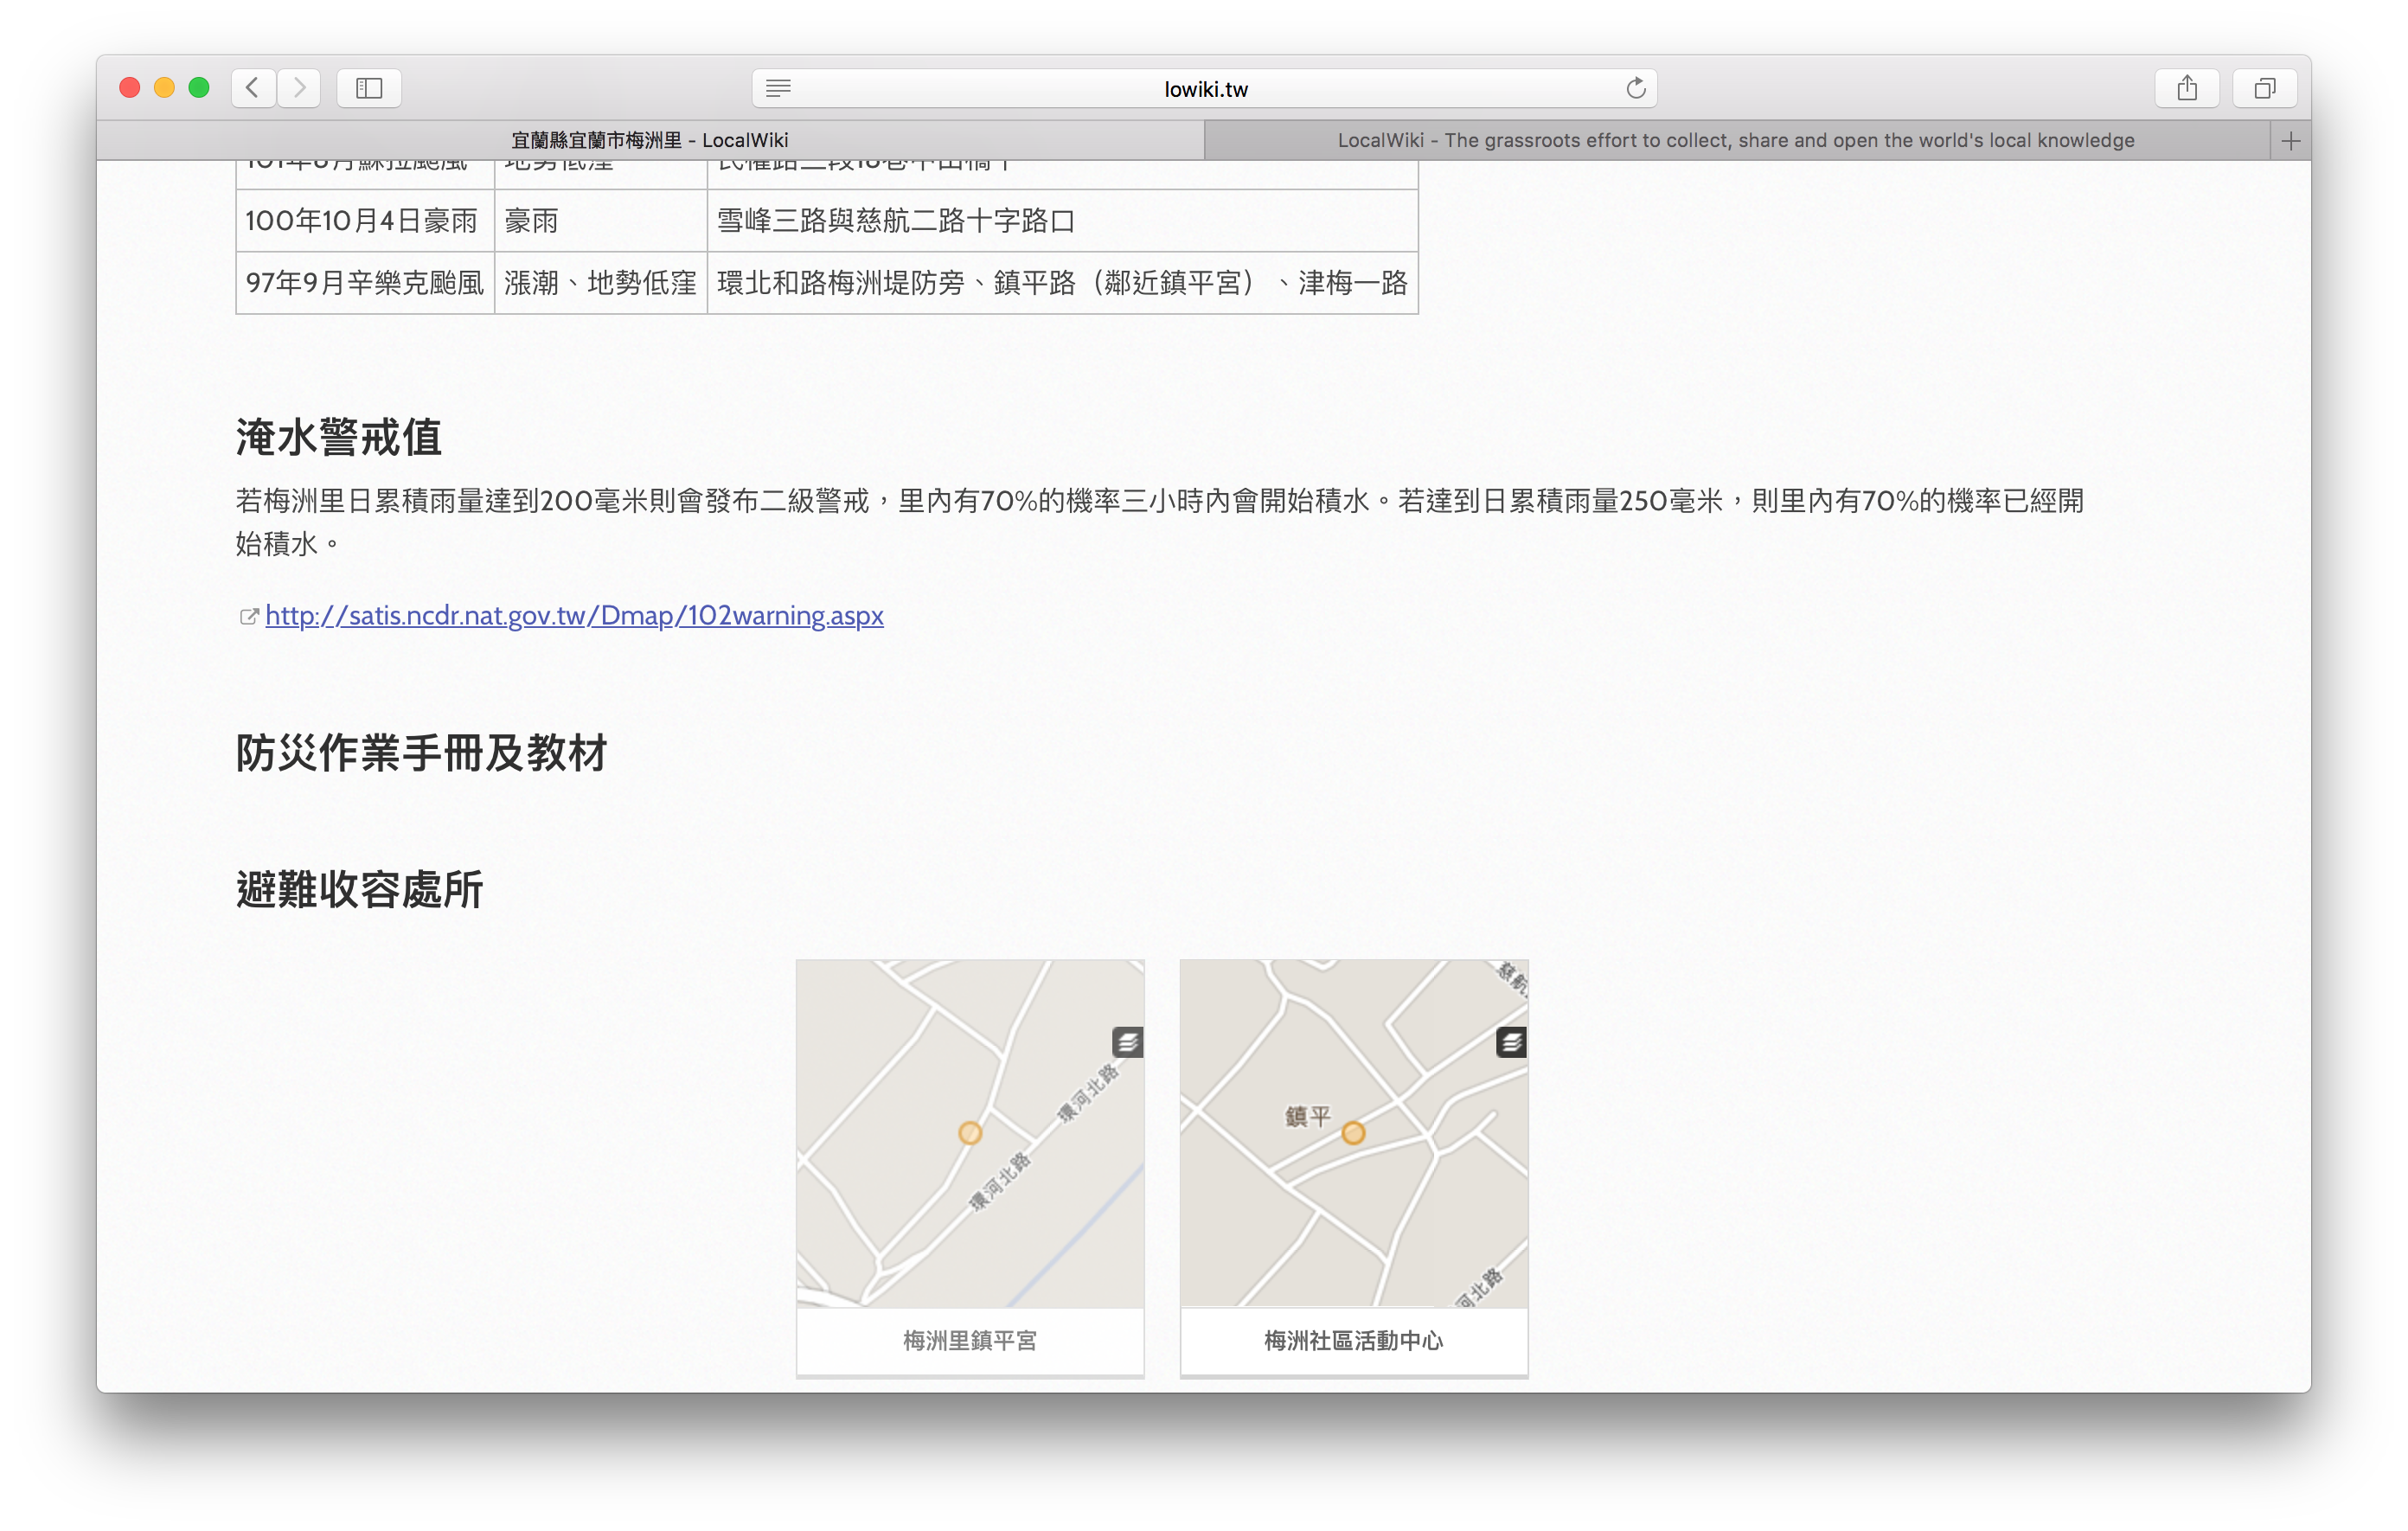 lowiki.tw
宜蘭縣宜蘭市梅洲里 - LocalWiki
LocalWiki - The grassroots effort to collect, share and open the world's local knowledge
100年10月4日豪雨 豪雨 雪峰三路與慈航二路十字路口
97年9月辛樂克颱風 漲潮、地勢低窪 環北和路梅洲堤防旁、鎮平路（鄰近鎮平宮）、津梅一路
淹水警戒值
若梅洲里日累積雨量達到200毫米則會發布二級警戒，里內有70%的機率三小時內會開始積水。若達到日累積雨量250毫米，則里內有70%的機率已經開
始積水。
http://satis.ncdr.nat.gov.tw/Dmap/102warning.aspx
防災作業手冊及教材
避難收容處所
慈航
環河北路
鎮平
環河北路
河北路
梅洲里鎮平宮
梅洲社區活動中心